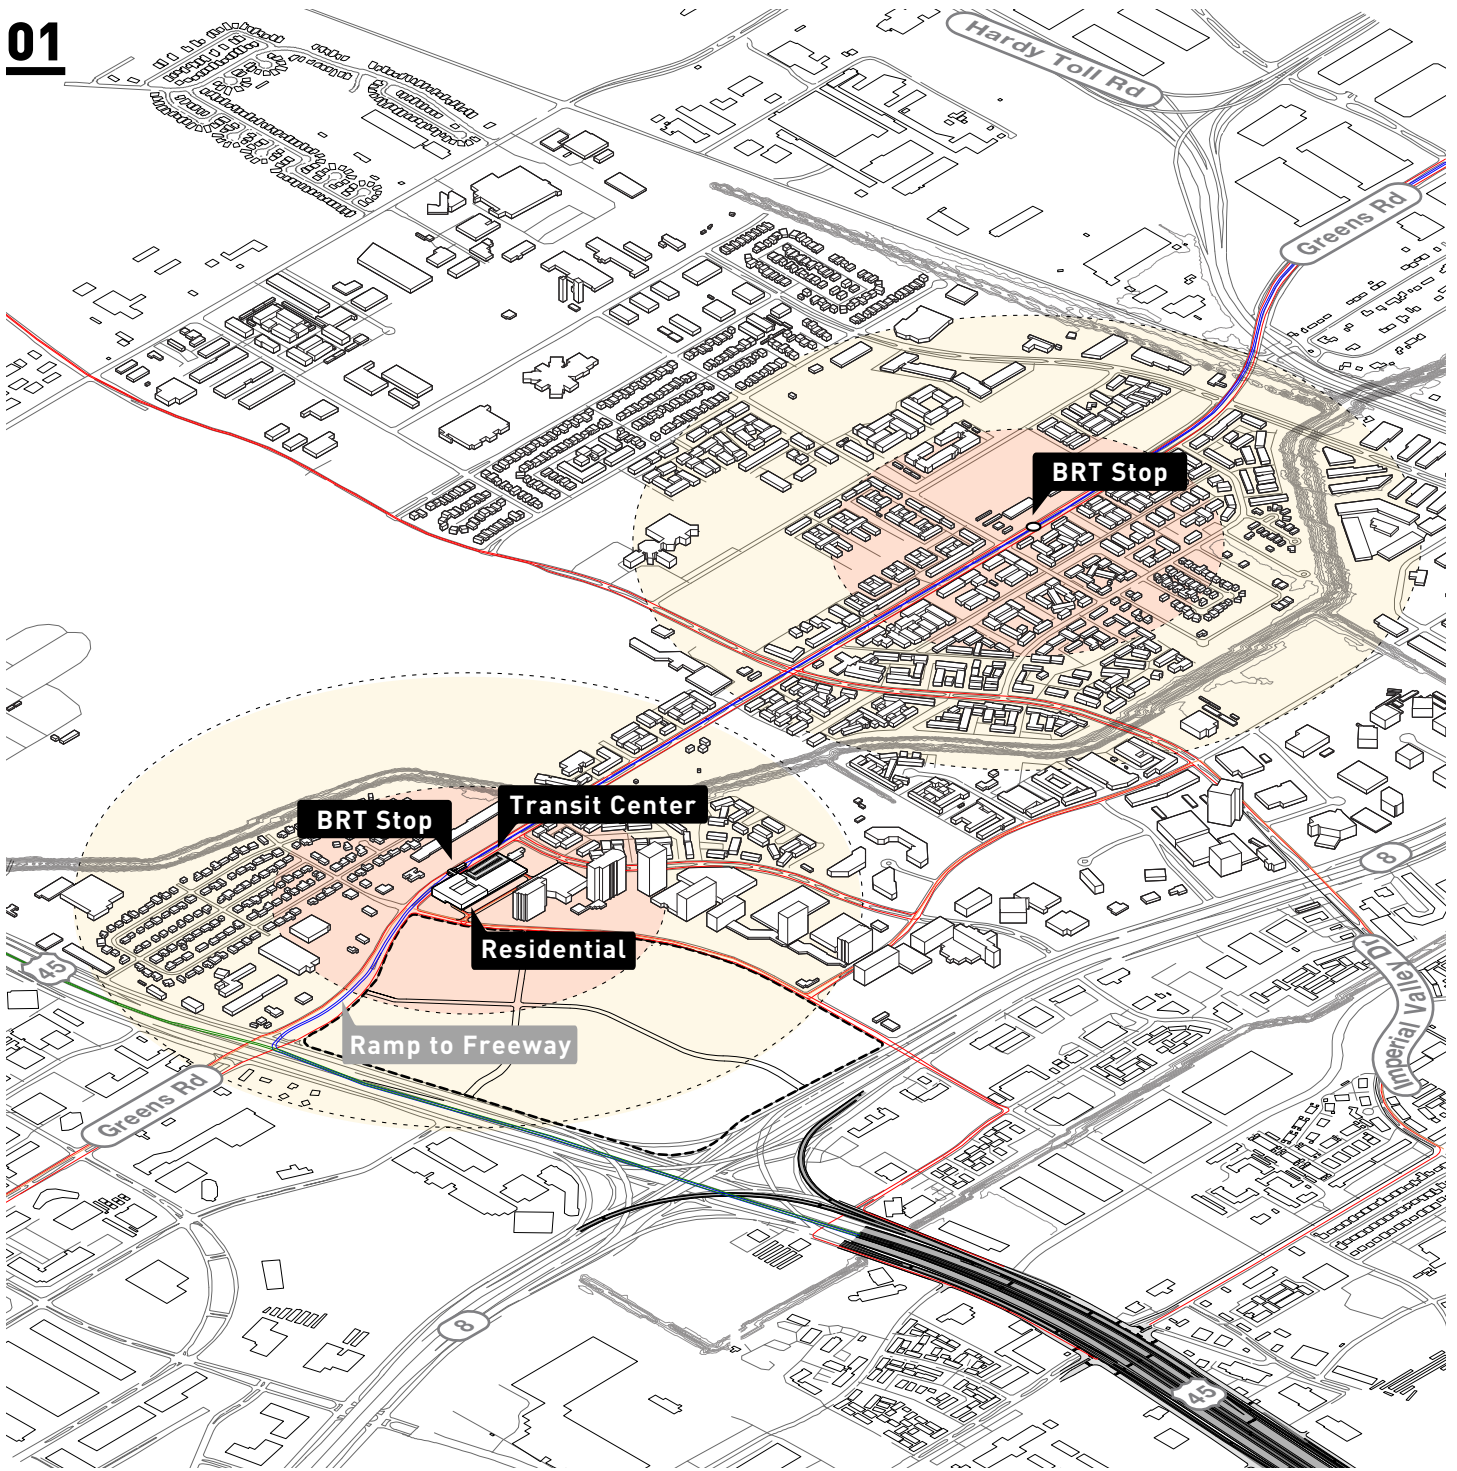 01
Hardy Toll Rd
Greens Rd
BRT Stop
Transit Center
BRT Stop
8
Residential
45
Imperial Valley Dr
Ramp to Freeway
Greens Rd
8
45